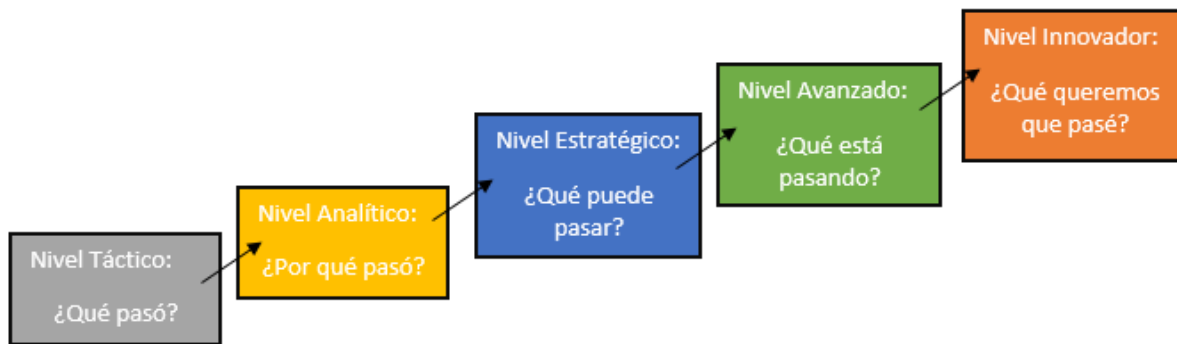 Nivel Táctico:
¿Qué pasó?
Nivel Analítico:
¿Por qué pasó?
Nivel Estratégico:
¿Qué puede
pasar?
Nivel Avanzado:
¿Qué está
pasando?
Nivel Innovador:
¿Qué queremos
que pasé?